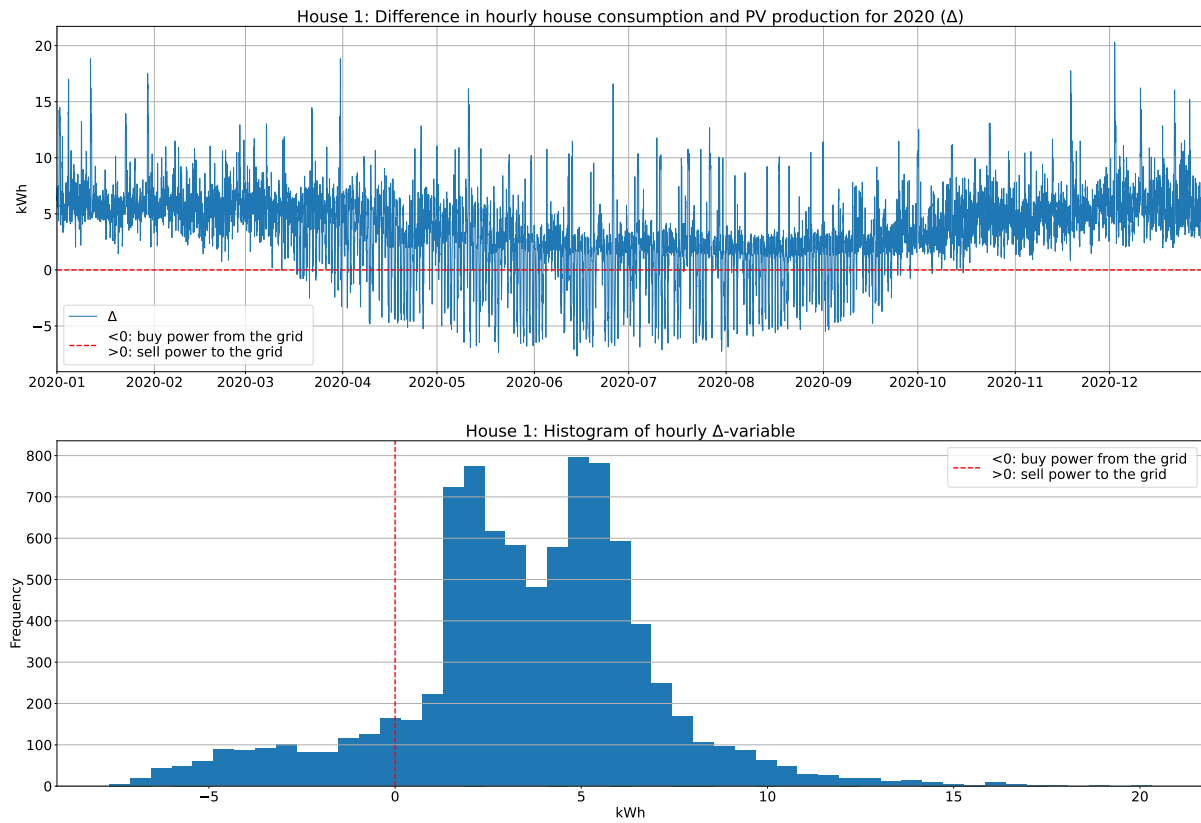 House 1: Difference in hourly house consumption and PV production for 2020 (Δ)
kWh
20
15
10
5
0
−5
Δ
<0: buy power from the grid
>0: sell power to the grid
2020-01 2020-02 2020-03 2020-04 2020-05 2020-06 2020-07 2020-08 2020-09 2020-10 2020-11 2020-12
House 1: Histogram of hourly Δ-variable
Frequency
800
700
600
500
400
300
200
100
0
<0: buy power from the grid
>0: sell power to the grid
−5 0 5 10 15 20
kWh